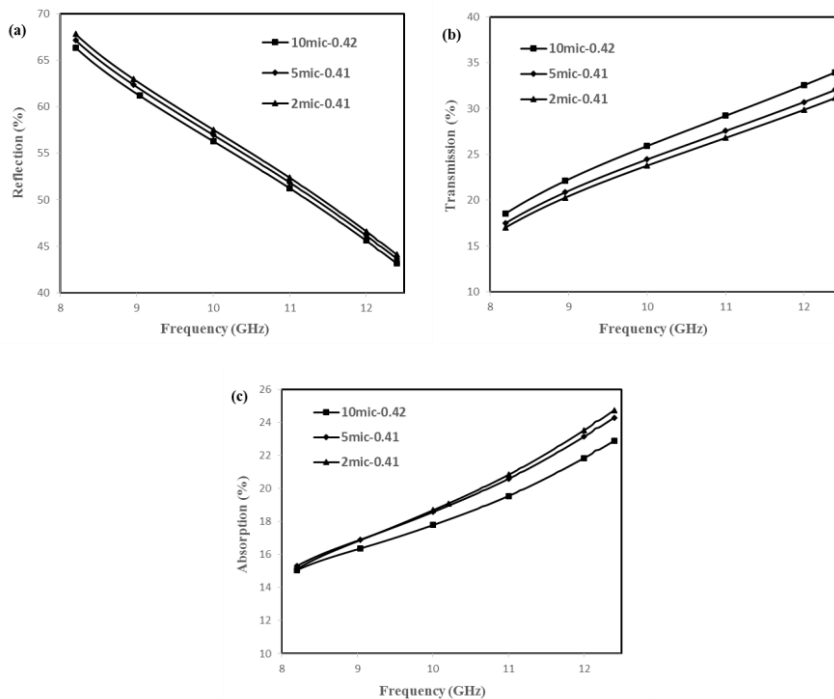 (a)
70
65
60
55
50
45
40
Reflection (%)
10mic-0.42
5mic-0.41
2mic-0.41
8 9 10 11 12
Frequency (GHz)
(b)
40
35
30
25
20
15
10
Transmission (%)
10mic-0.42
5mic-0.41
2mic-0.41
8 9 10 11 12
Frequency (GHz)
(c)
26
24
22
20
18
16
14
12
10
Absorption (%)
10mic-0.42
5mic-0.41
2mic-0.41
8 9 10 11 12
Frequency (GHz)